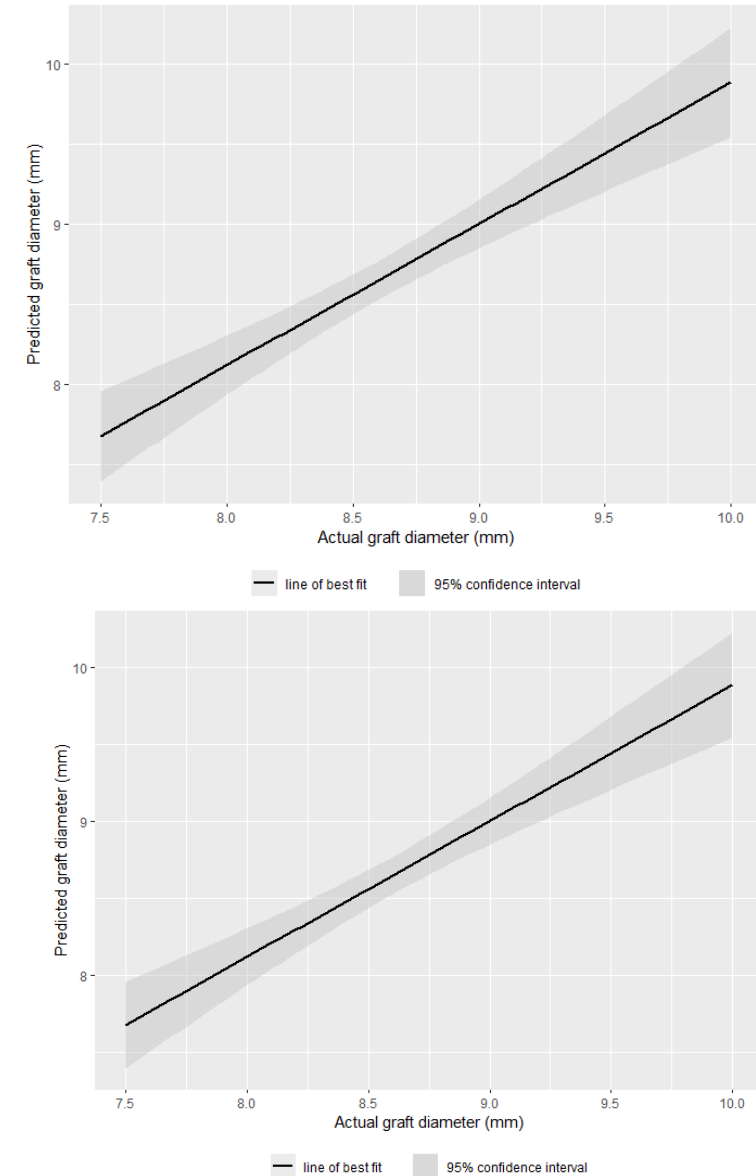 10
9
8
Predicted graft diameter (mm)
7.5 8.0 8.5 9.0 9.5 10.0
Actual graft diameter (mm)
line of best fit 95% confidence interval
10
9
8
Predicted graft diameter (mm)
7.5 8.0 8.5 9.0 9.5 10.0
Actual graft diameter (mm)
line of best fit 95% confidence interval